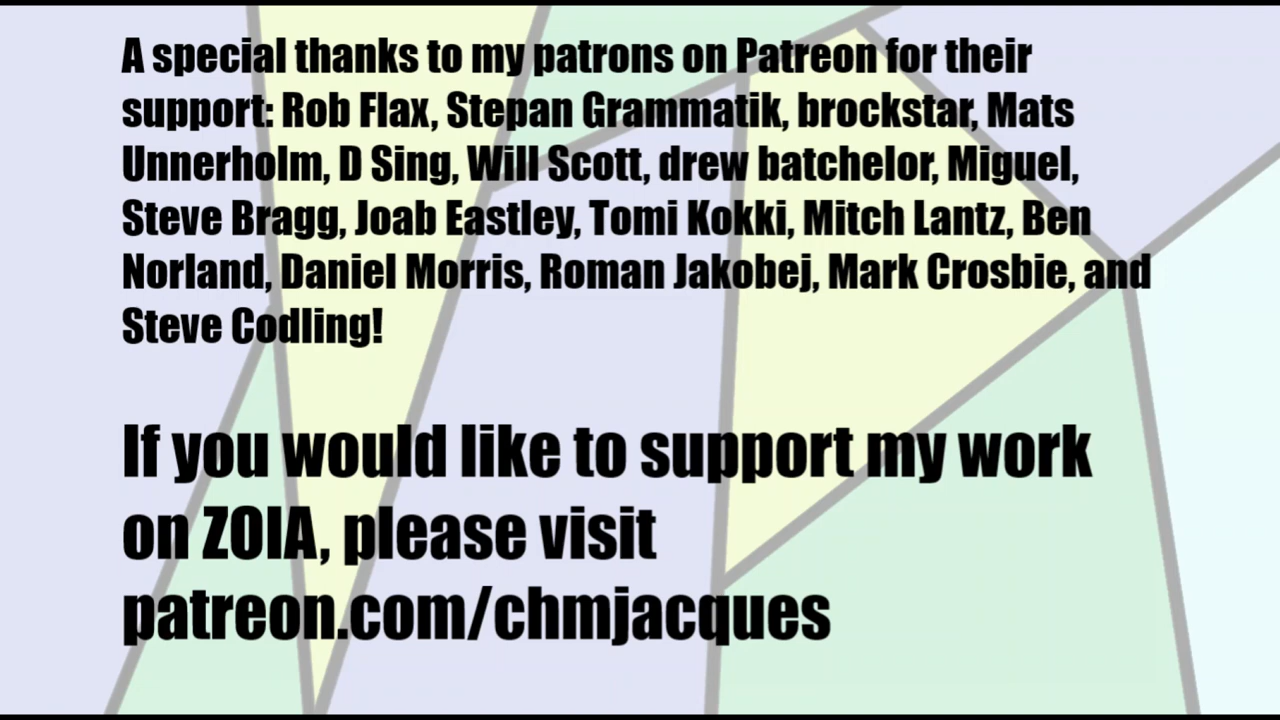 A special thanks to my patrons on Patreon for their
support: Rob Flax, Stepan Grammatik, brockstar, Mats
Unnerholm, D Sing, Will Scott, drew batchelor, Miguel,
Steve Bragg, Joab Eastley, Tomi Kokki, Mitch Lantz, Ben
Norland, Daniel Morris, Roman Jakobej, Mark Crosbie, and
Steve Codling!
If you would like to support my work
on ZOIA, please visit
patreon.com/chmjacques